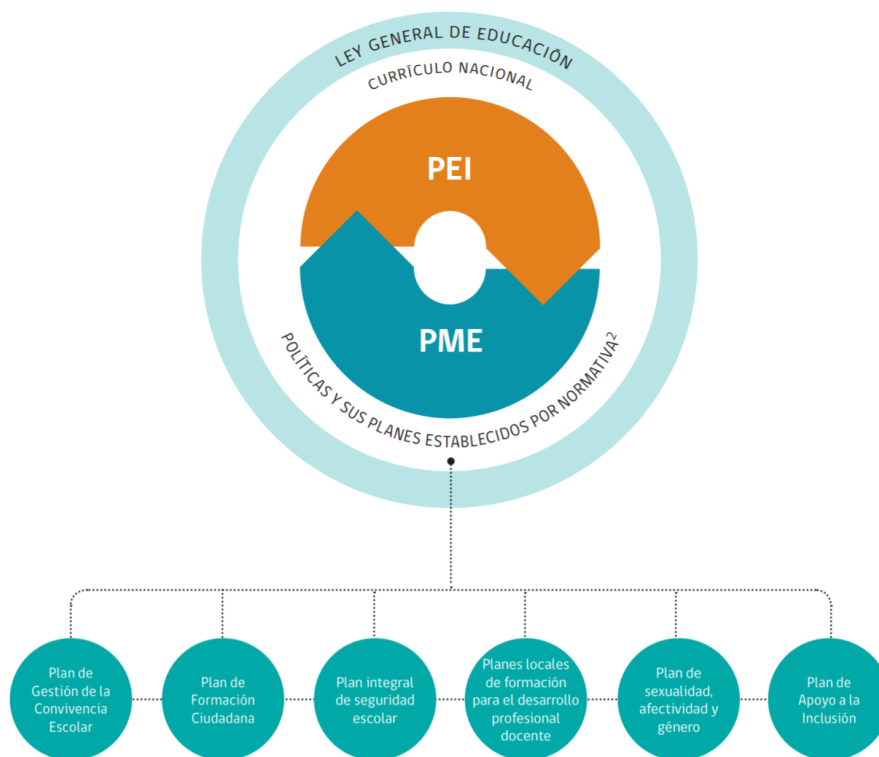 LEY GENERAL DE EDUCACIÓN
CURRÍCULO NACIONAL
PEI
PME
POLÍTICAS Y SUS PLANES ESTABLECIDOS POR NORMATIVA²
Plan de
Gestión de la
Convivencia
Escolar
Plan de
Formación
Ciudadana
Plan integral
de seguridad
escolar
Planes locales
de formación
para el desarrollo
profesional
docente
Plan de
sexualidad,
afectividad y
género
Plan de
Apoyo a la
Inclusión